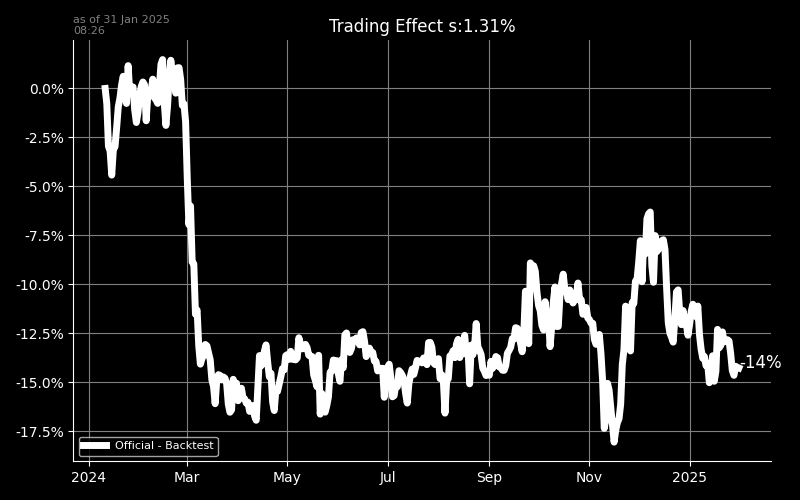 as of 31 Jan 2025
08:26
Trading Effect s:1.31%
0.0%
-2.5%
-5.0%
-7.5%
-10.0%
-12.5%
-15.0%
-17.5%
-14%
Official - Backtest
2024 Mar May Jul Sep Nov 2025